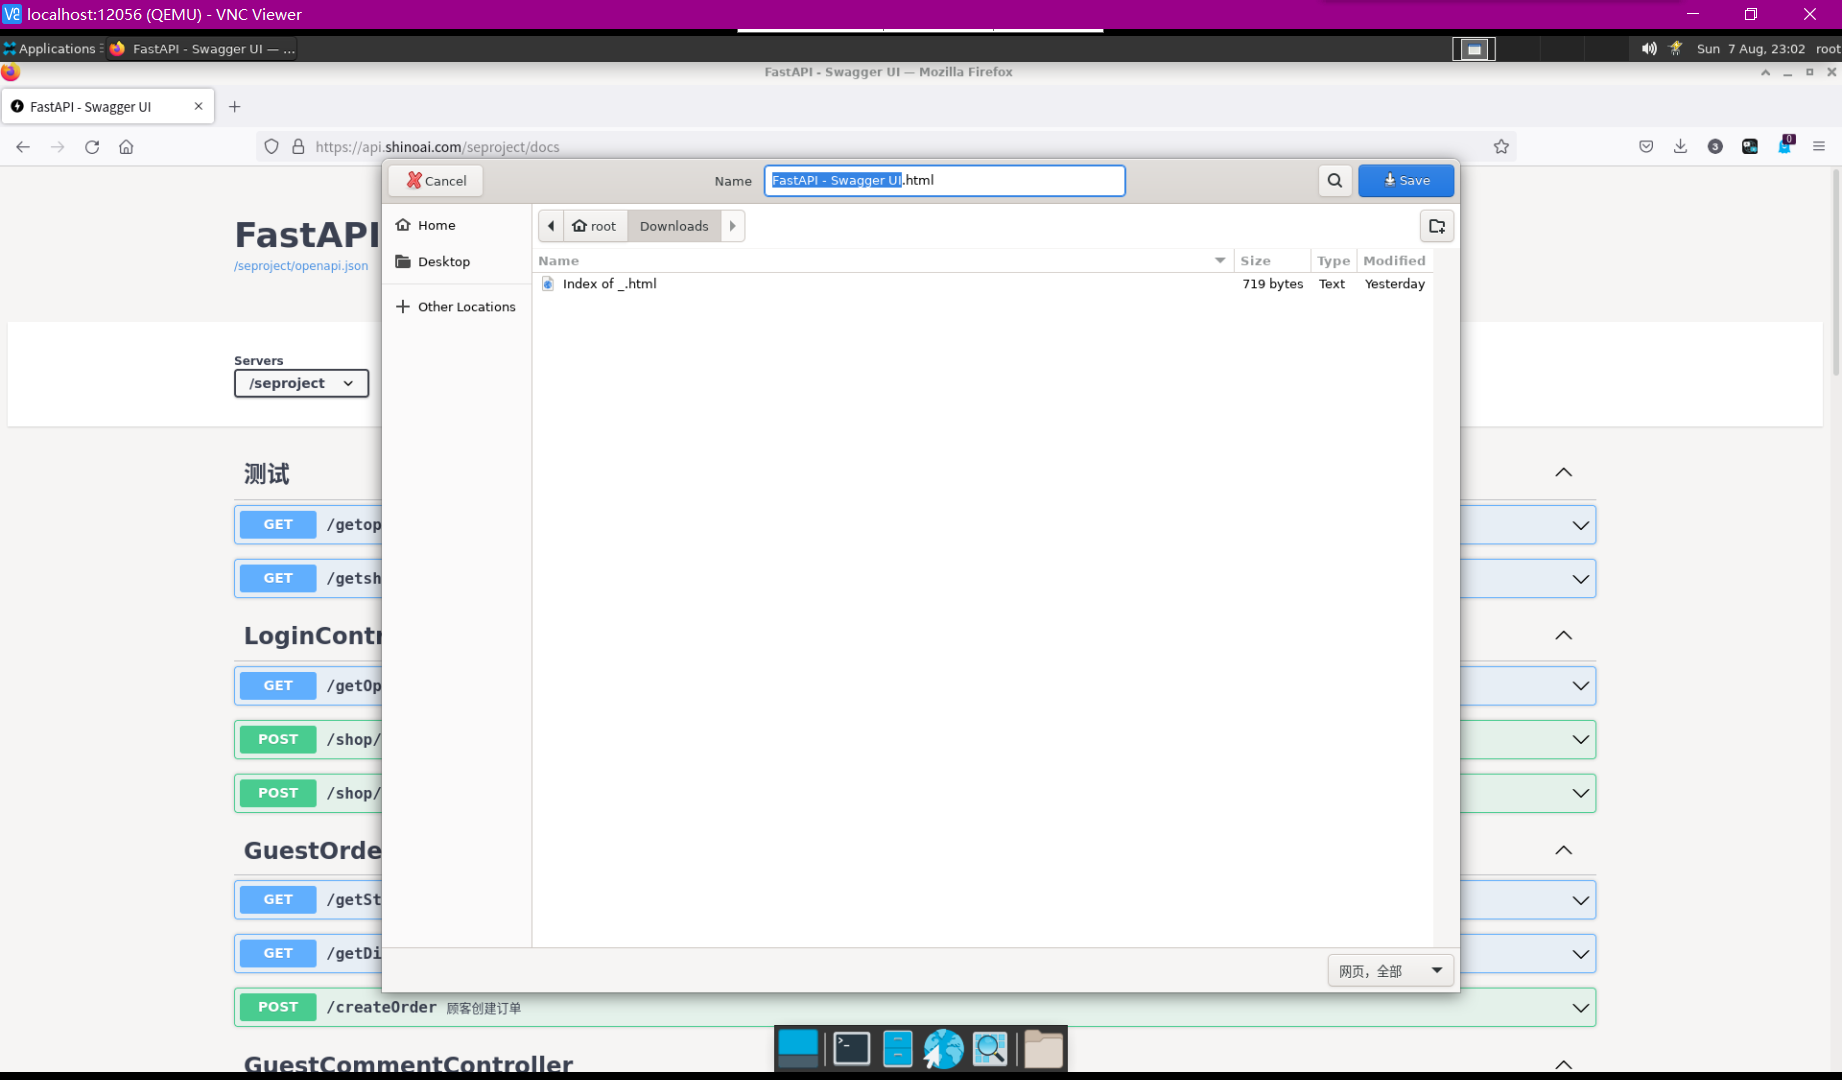 localhost:12056 (QEMU) - VNC Viewer
Applications
FastAPI - Swagger UI — ...
Sun 7 Aug, 23:02 root
FastAPI - Swagger UI — Mozilla Firefox
FastAPI - Swagger UI
https://api.shinoai.com/seproject/docs
3
0
Cancel
Name
FastAPI - Swagger UI.html
Save
Home
root
Downloads
Desktop
Other Locations
Name Size Type Modified
Index of _.html 719 bytes Text Yesterday
FastAPI
/seproject/openapi.json
Servers
/seproject
测试
GET /getop
GET /getsh
LoginContr
GET /getOp
POST /shop/
POST /shop/
GuestOrde
GET /getSt
GET /getDi
网页，全部
POST /createOrder 顾客创建订单
GuestCommentController